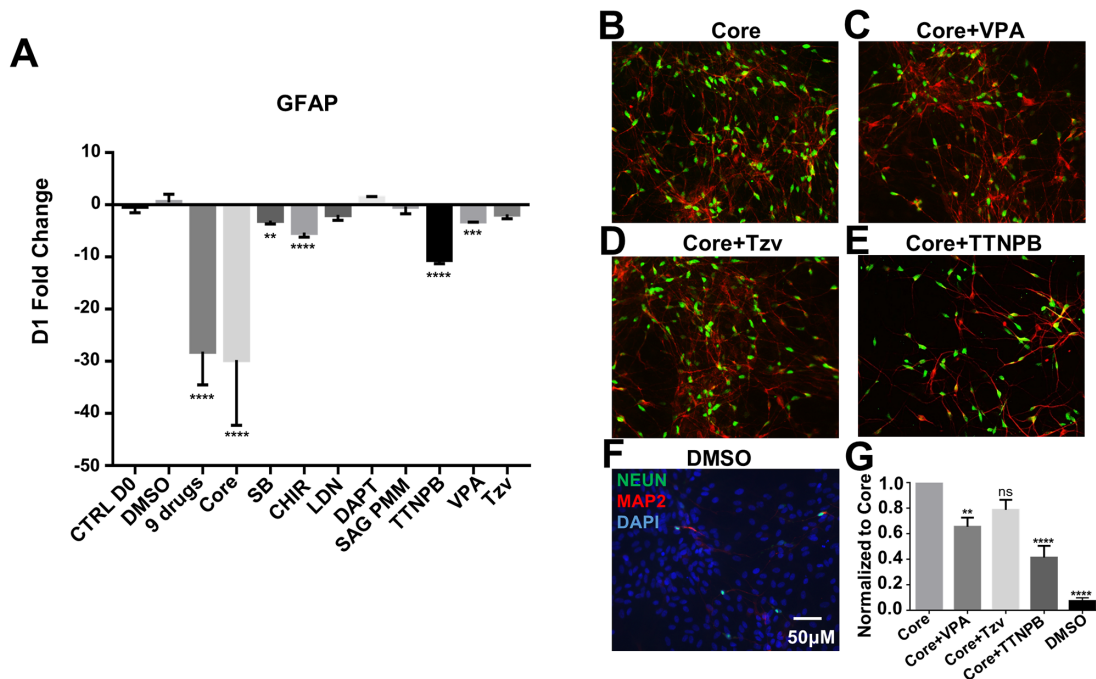 A
GFAP
D1 Fold Change
10
0
-10
-20
-30
-40
-50
**
****
***
****
****
****
CTRL D0
DMSO
9 drugs
Core
SB
CHIR
LDN
DAPT
SAG PMM
TTNPB
VPA
Tzv
B
Core
C
Core+VPA
D
Core+Tzv
E
Core+TTNPB
F
DMSO
NEUN
MAP2
DAPI
50µM
G
Normalized to Core
1.0
0.8
0.6
0.4
0.2
0.0
**
ns
****
****
Core
Core+VPA
Core+Tzv
Core+TTNPB
DMSO